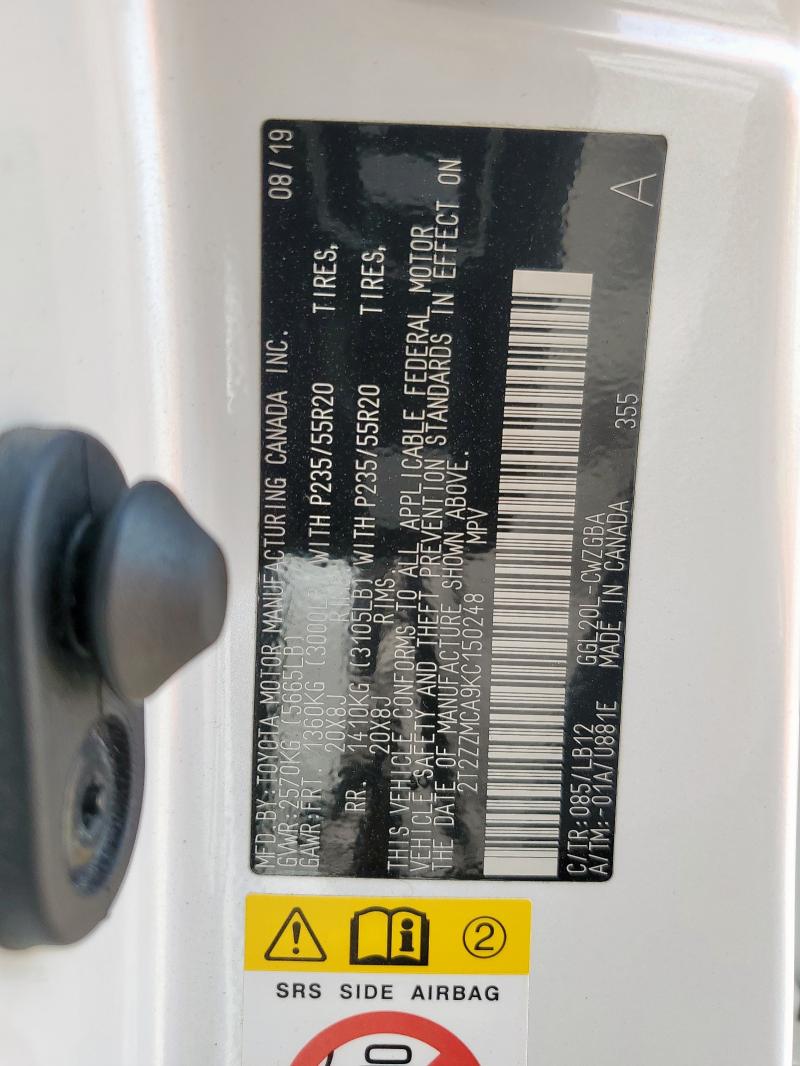 MFD BY:TOYOTA MOTOR MANUFACTURING CANADA INC. 08/19
GVWR:2570KG (5665LB)
GAWR:FRT. 1360KG (3000LB) WITH P235/55R20 TIRES,
20X8J RIMS,
RR. 1410KG (3105LB) WITH P235/55R20 TIRES,
20X8J RIMS.
THIS VEHICLE CONFORMS TO ALL APPLICABLE FEDERAL MOTOR
VEHICLE SAFETY AND THEFT PREVENTION STANDARDS IN EFFECT ON
THE DATE OF MANUFACTURE SHOWN ABOVE.
2T2ZZMCA9KC150248 MPV
C/TR:085/LB12 GGL20L-CWZGBA
A/TM:-01A/U881E MADE IN CANADA 355 A
2
SRS SIDE AIRBAG